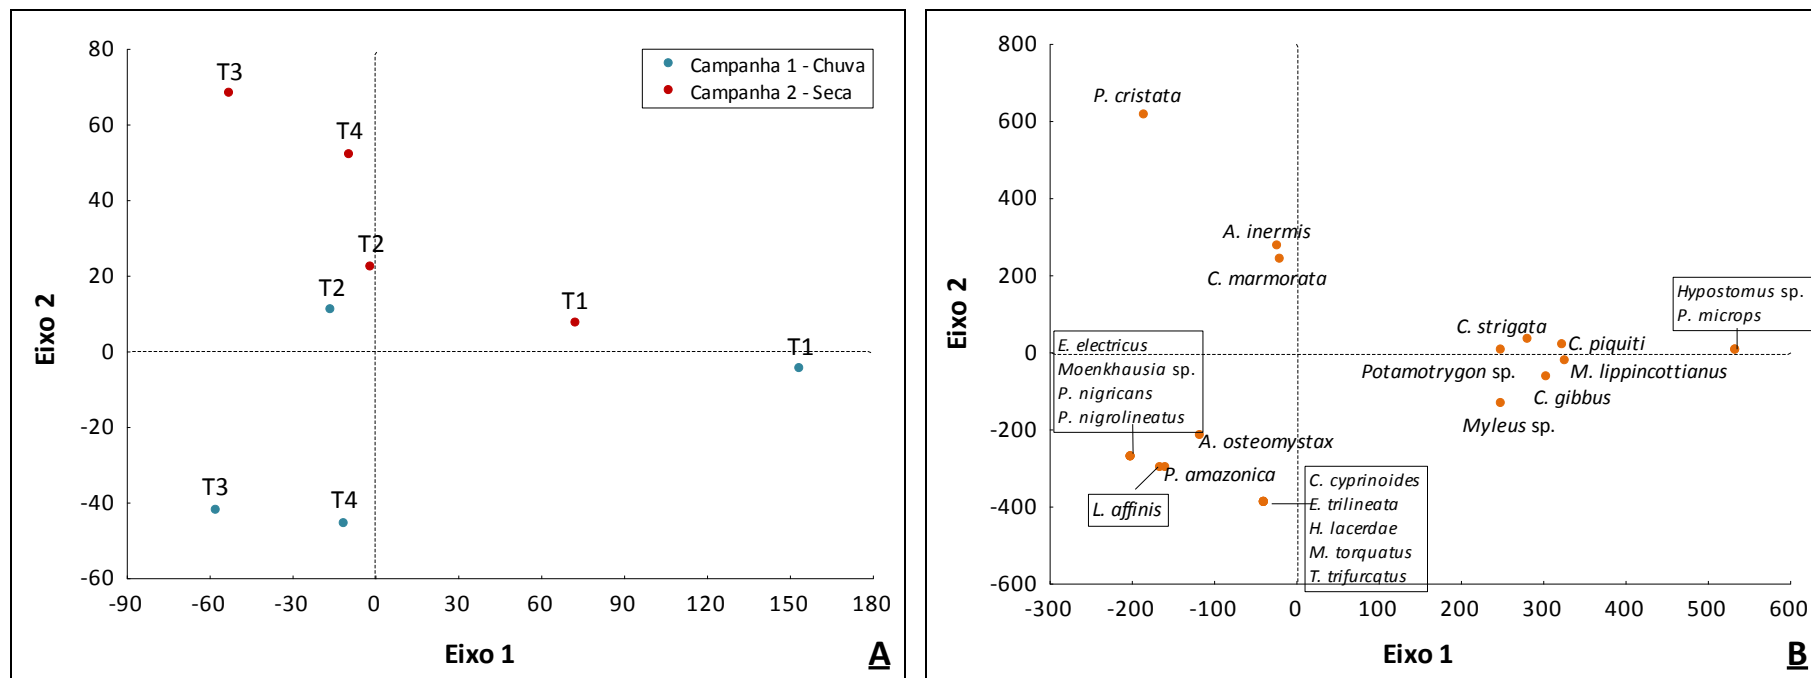 80
60
40
20
0
-20
-40
-60
-90 -60 -30 0 30 60 90 120 150 180
Eixo 2
Eixo 1
Campanha 1 - Chuva
Campanha 2 - Seca
T3
T4
T2
T2
T1
T1
T3
T4
A
800
600
400
200
0
-200
-400
-600
-300 -200 -100 0 100 200 300 400 500 600
Eixo 2
Eixo 1
P. cristata
A. inermis
C. marmorata
Hypostomus sp.
P. microps
C. strigata
C. piquiti
Potamotrygon sp.
M. lippincottianus
C. gibbus
Myleus sp.
E. electricus
Moenkhausia sp.
P. nigricans
P. nigrolineatus
A. osteomystax
P. amazonica
L. affinis
C. cyprinoides
E. trilineata
H. lacerdae
M. torquatus
T. trifurcatus
B